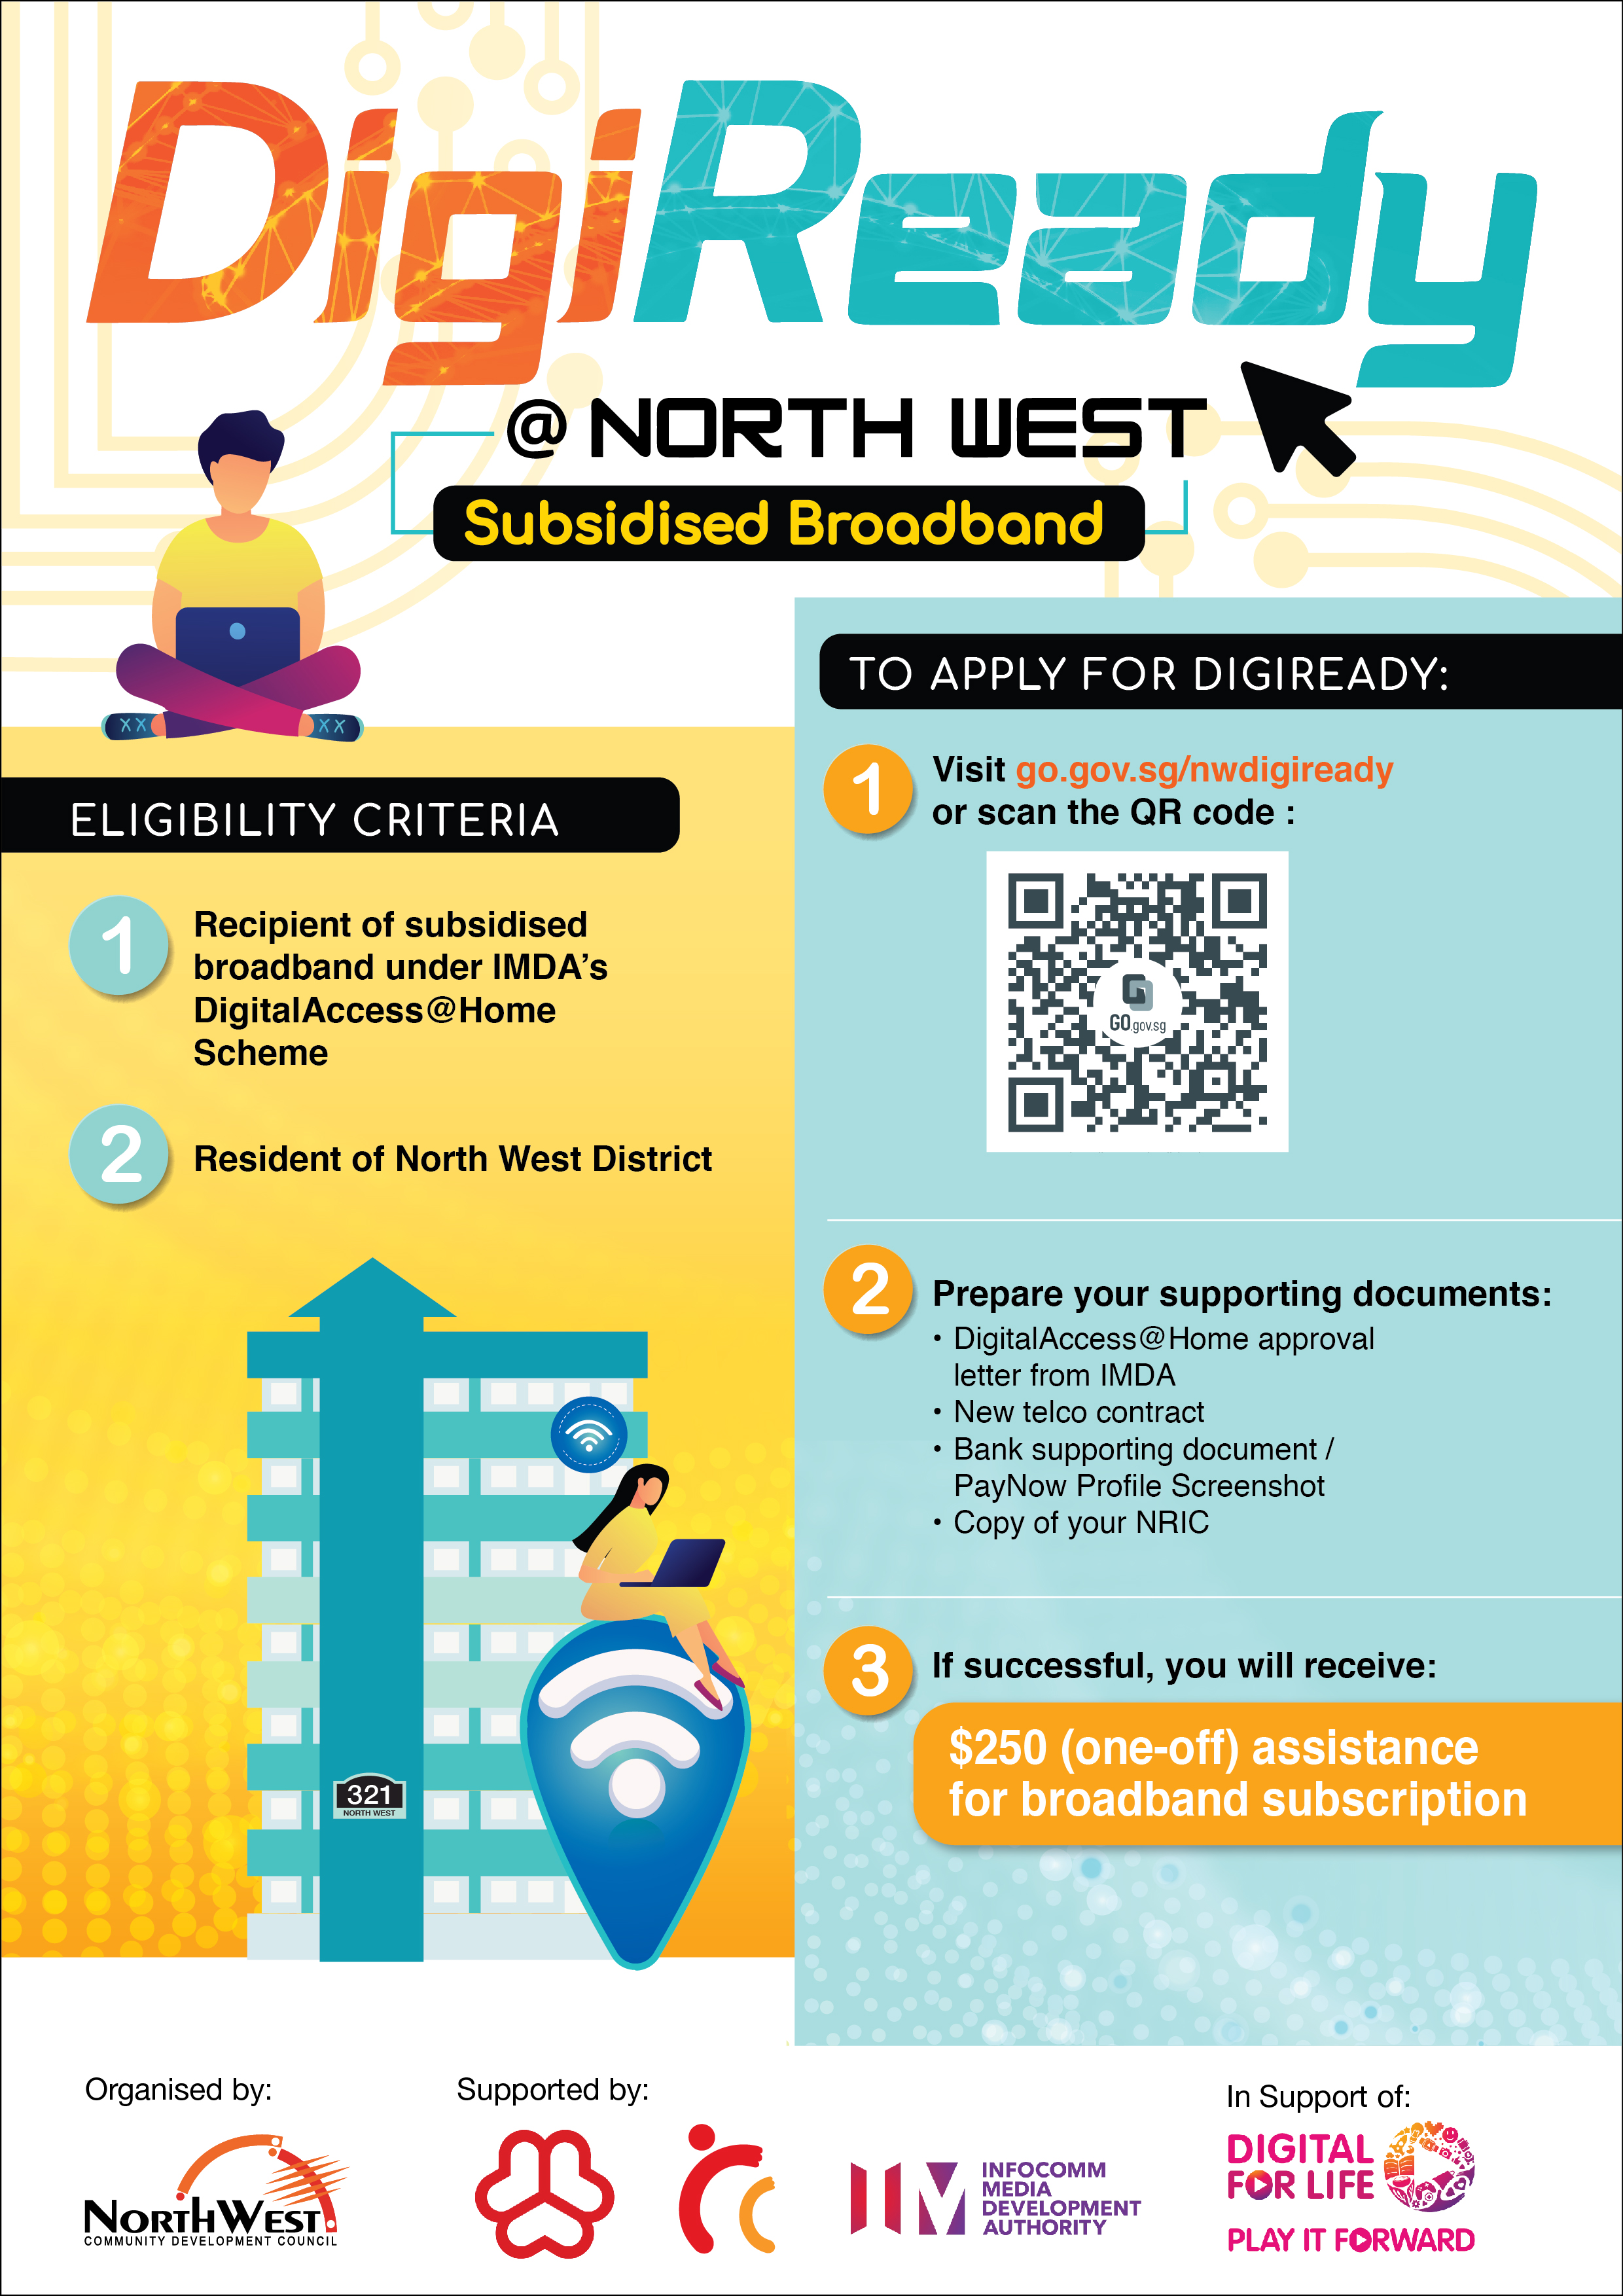 DigiReady
@ NORTH WEST
Subsidised Broadband
ELIGIBILITY CRITERIA
1
Recipient of subsidised
broadband under IMDA’s
DigitalAccess@Home
Scheme
2
Resident of North West District
321
NORTH WEST
TO APPLY FOR DIGIREADY:
1
Visit go.gov.sg/nwdigiready
or scan the QR code :
GO.gov.sg
2
Prepare your supporting documents:
• DigitalAccess@Home approval
letter from IMDA
• New telco contract
• Bank supporting document /
PayNow Profile Screenshot
• Copy of your NRIC
3
If successful, you will receive:
$250 (one-off) assistance
for broadband subscription
Organised by:
NORTHWEST
COMMUNITY DEVELOPMENT COUNCIL
Supported by:
INFOCOMM
MEDIA
DEVELOPMENT
AUTHORITY
In Support of:
DIGITAL
FOR LIFE
PLAY IT FORWARD